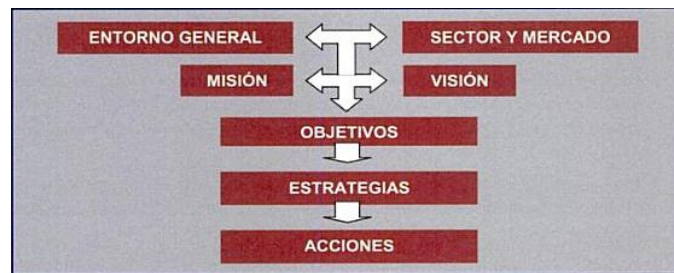 ENTORNO GENERAL
SECTOR Y MERCADO
MISIÓN
VISIÓN
OBJETIVOS
ESTRATEGIAS
ACCIONES